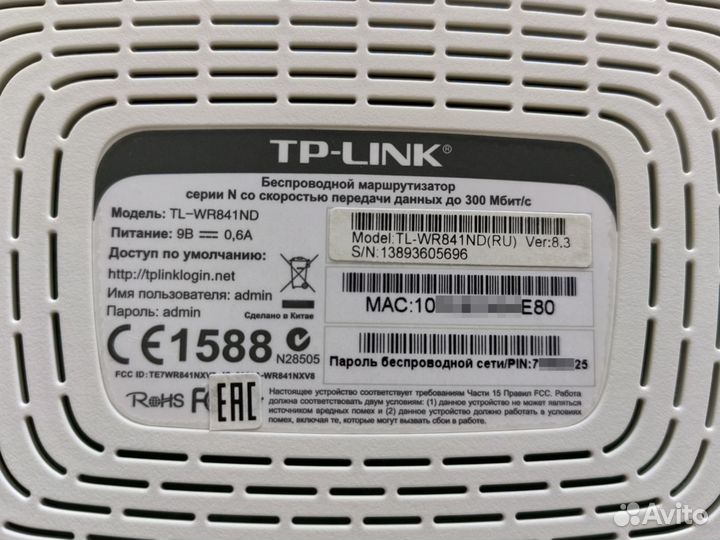 TP-LINK®
Беспроводной маршрутизатор
серии N со скоростью передачи данных до 300 Мбит/с
Модель: TL-WR841ND
Питание: 9В 0,6А
Доступ по умолчанию:
http://tplinklogin.net
Имя пользователя: admin
Пароль: admin
Сделано в Китае
CE1588
N28505
FCC ID: TE7WR841NXV -WR841NXV8
RoHS FC EAC
Model:TL-WR841ND(RU) Ver:8.3
S/N:13893605696
MAC:10 E80
Пароль беспроводной сети/PIN:7 25
Настоящее устройство соответствует требованиям Части 15 Правил FCC. Работа
должна соответствовать двум условиям: (1) данное устройство не может являться
источником вредных помех и (2) данное устройство должно работать в условиях
помех, включая те, которые могут вызвать сбои в работе.
Avito